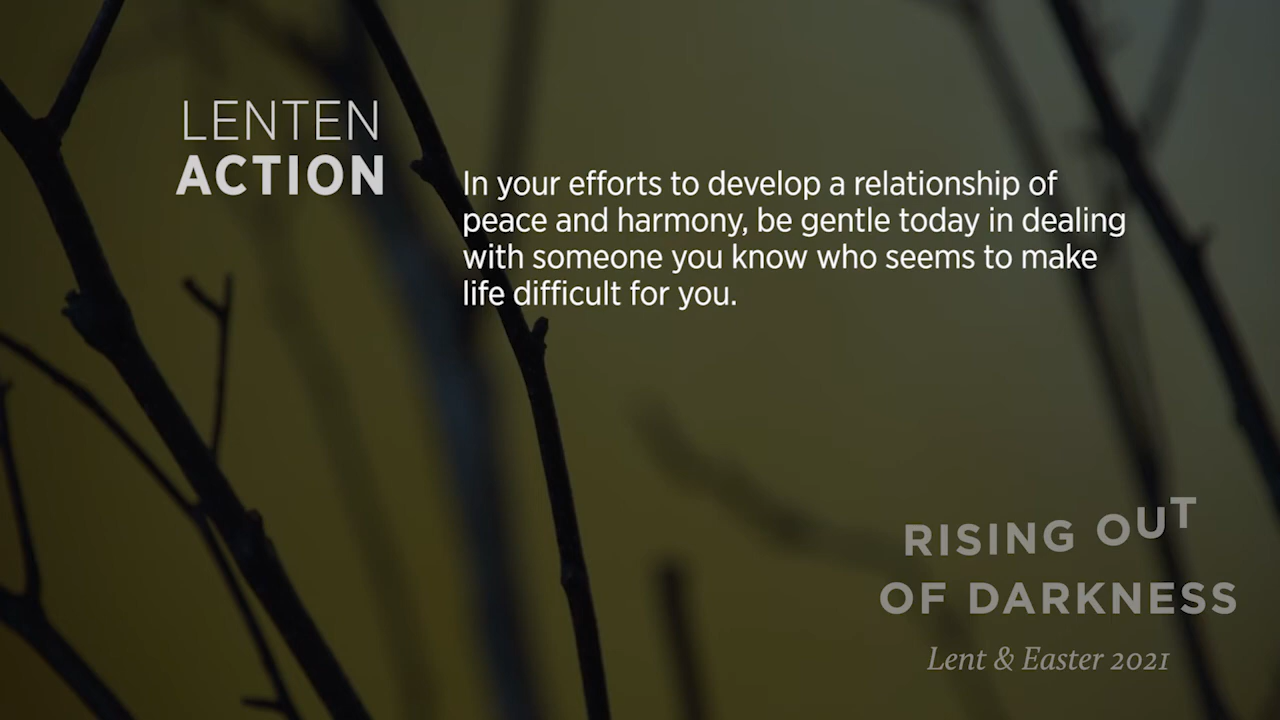 LENTEN
ACTION
In your efforts to develop a relationship of
peace and harmony, be gentle today in dealing
with someone you know who seems to make
life difficult for you.
RISING OUT
OF DARKNESS
Lent & Easter 2021